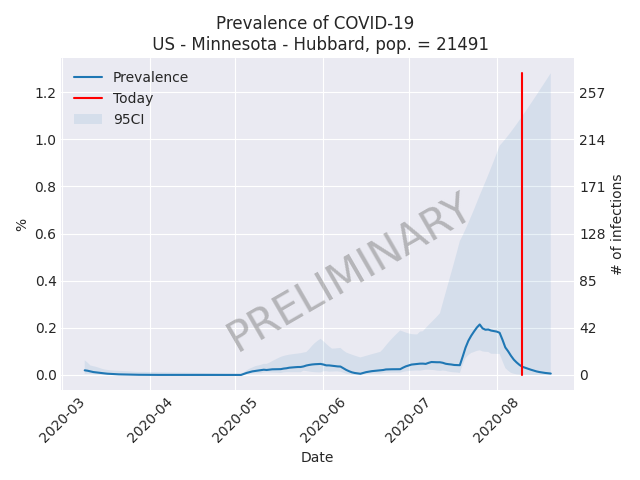 Prevalence of COVID-19
US - Minnesota - Hubbard, pop. = 21491
Prevalence
Today
95CI
PRELIMINARY
%
1.2
1.0
0.8
0.6
0.4
0.2
0.0
257
214
171
128
85
42
0
# of infections
2020-03
2020-04
2020-05
2020-06
2020-07
2020-08
Date